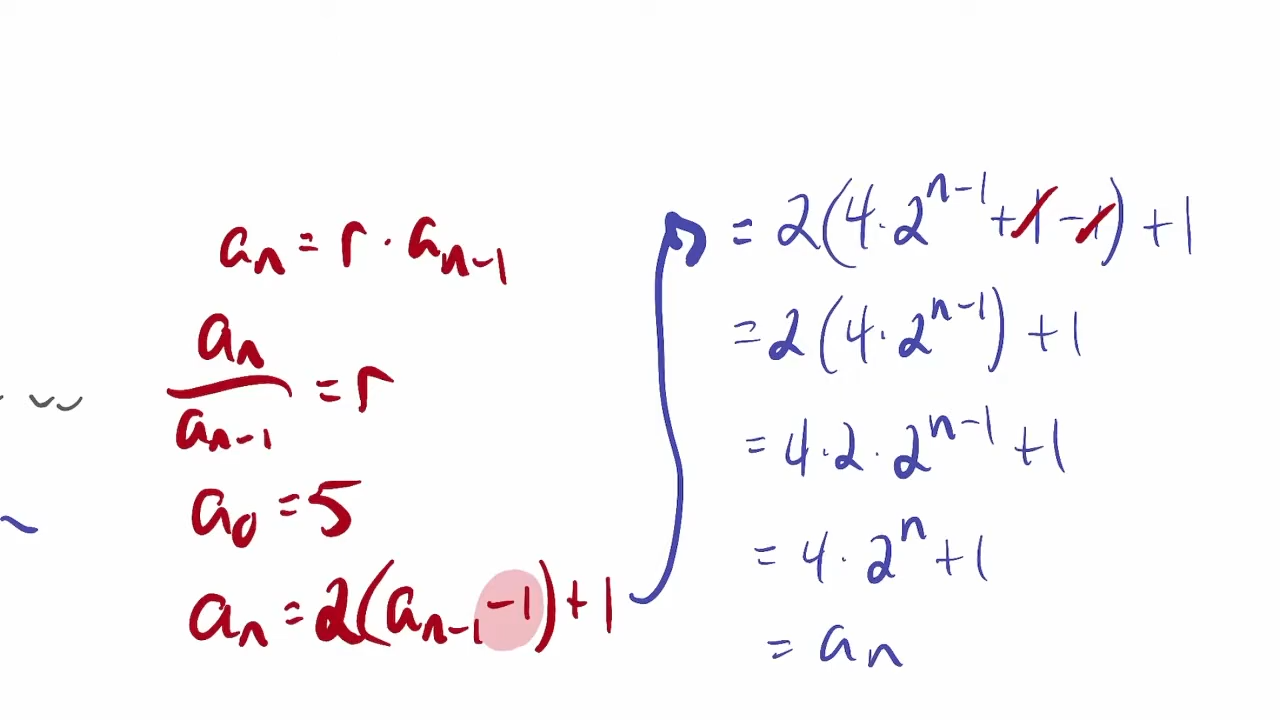 aₙ = r · aₙ₋₁
aₙ / aₙ₋₁ = r
a₀ = 5
aₙ = 2(aₙ₋₁ - 1) + 1
= 2(4 · 2ⁿ⁻¹ + 1 - 1) + 1
= 2(4 · 2ⁿ⁻¹) + 1
= 4 · 2 · 2ⁿ⁻¹ + 1
= 4 · 2ⁿ + 1
= aₙ